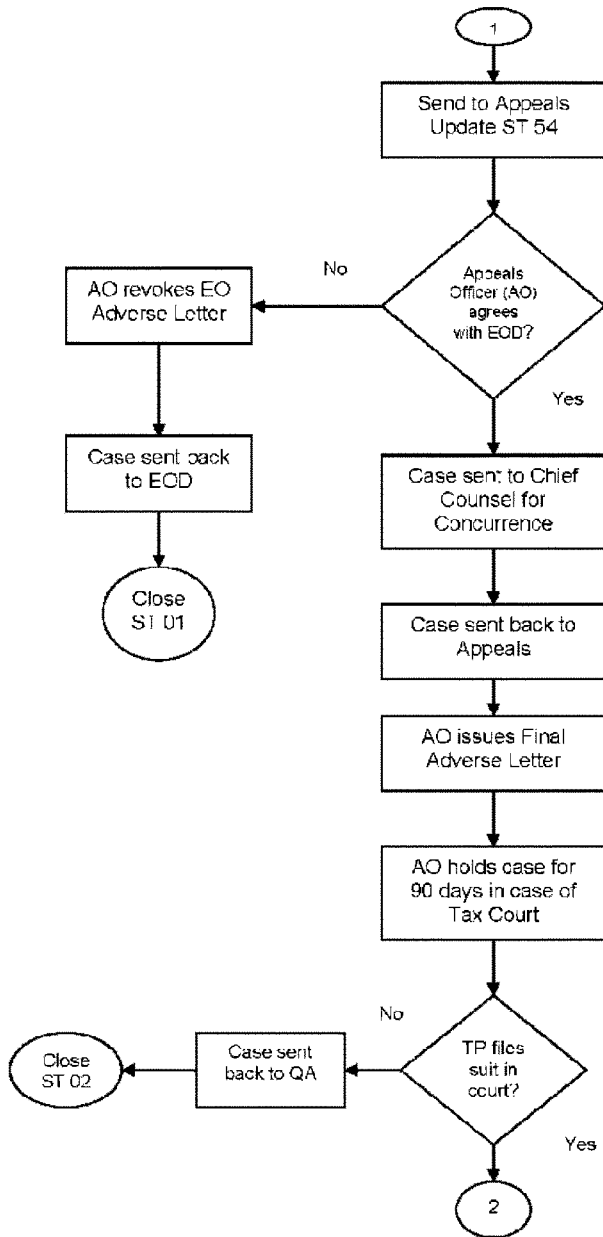 1
Send to Appeals
Update ST 54
Appeals
Officer (AO)
agrees
with EOD?
No
AO revokes EO
Adverse Letter
Case sent back
to EOD
Close
ST 01
Yes
Case sent to Chief
Counsel for
Concurrence
Case sent back to
Appeals
AO issues Final
Adverse Letter
AO holds case for
90 days in case of
Tax Court
TP files
suit in
court?
No
Case sent
back to QA
Close
ST 02
Yes
2